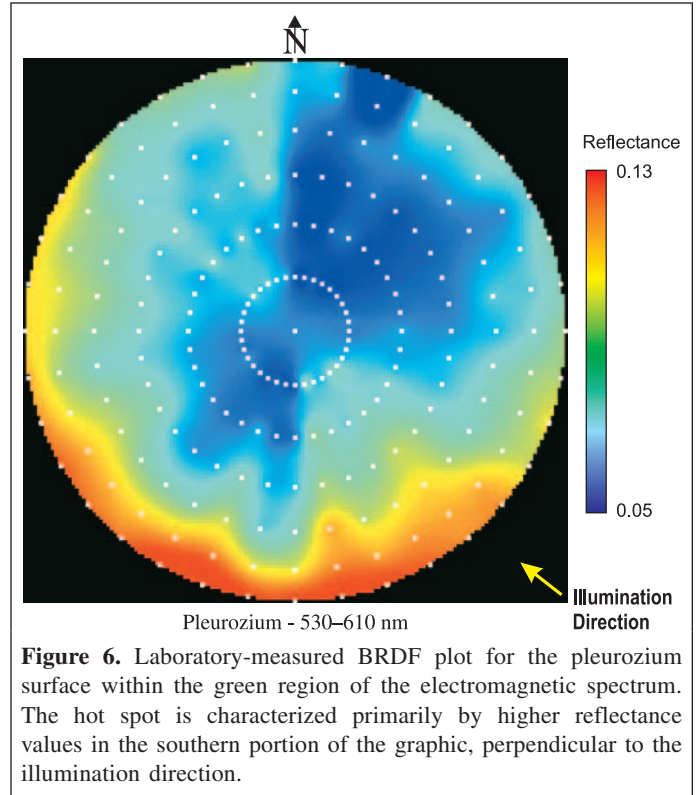 N
Reflectance
0.13
0.05
Illumination
Direction
Pleurozium - 530–610 nm
Figure 6. Laboratory-measured BRDF plot for the pleurozium
surface within the green region of the electromagnetic spectrum.
The hot spot is characterized primarily by higher reflectance
values in the southern portion of the graphic, perpendicular to the
illumination direction.